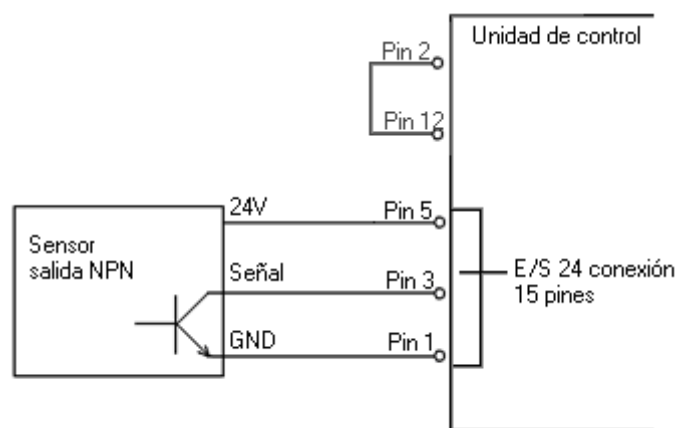 Unidad de control
Pin 2
Pin 12
24V
Pin 5
Sensor
salida NPN
Señal
Pin 3
E/S 24 conexión
15 pines
GND
Pin 1